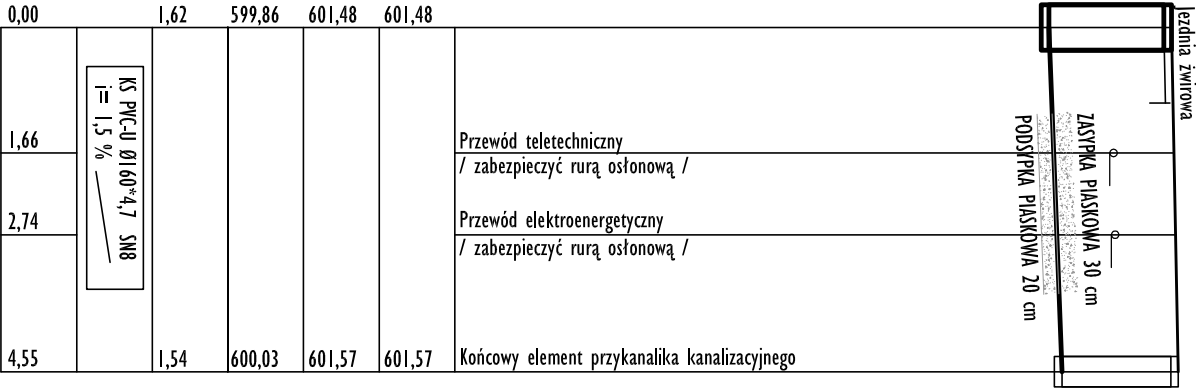 0,00 1,62 599,86 601,48 601,48
Jezdnia żwirowa
KS PVC-U Ø160*4,7 SN8
i= 1,5 %
1,66
Przewód teletechniczny
/ zabezpieczyć rurą osłonową /
2,74
Przewód elektroenergetyczny
/ zabezpieczyć rurą osłonową /
ZASYPKA PIASKOWA 30 cm
PODSYPKA PIASKOWA 20 cm
4,55 1,54 600,03 601,57 601,57 Końcowy element przykanalika kanalizacyjnego